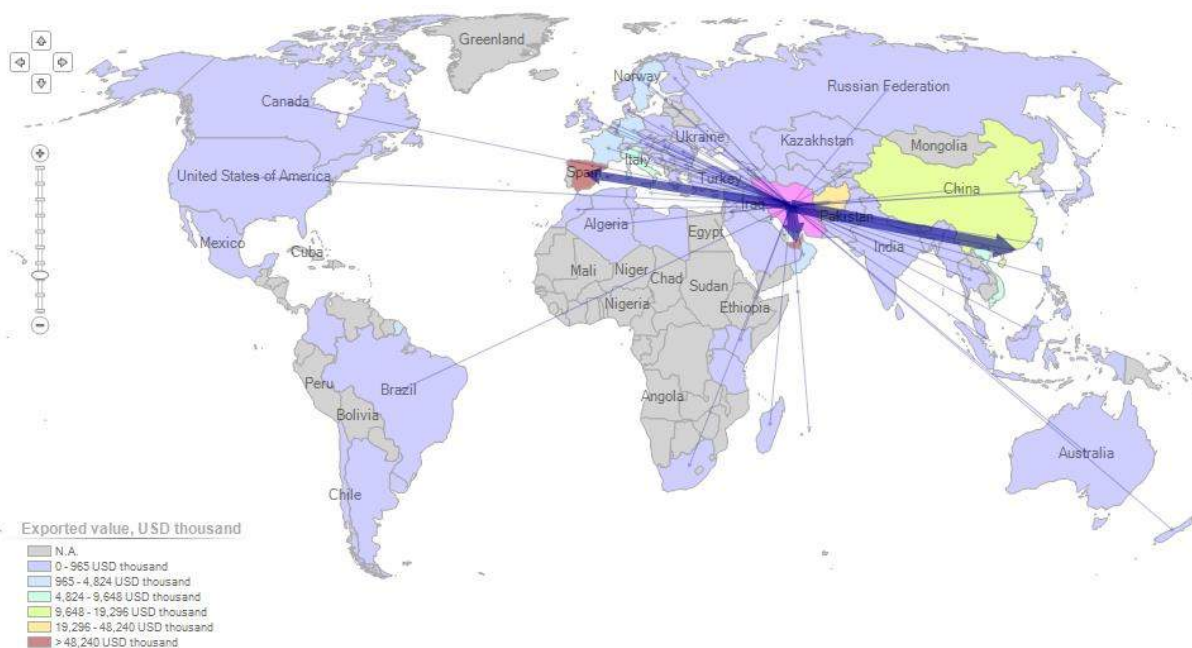 Greenland
Norway
Russian Federation
Canada
Ukraine
Kazakhstan
Mongolia
Italy
Spain
Turkey
United States of America
China
Iraq
Pakistan
Algeria
Egypt
Mexico
India
Cuba
Mali
Niger
Chad
Sudan
Nigeria
Ethiopia
Peru
Brazil
Angola
Bolivia
Australia
Chile
Exported value, USD thousand
N.A.
0 - 965 USD thousand
965 - 4,824 USD thousand
4,824 - 9,648 USD thousand
9,648 - 19,296 USD thousand
19,296 - 48,240 USD thousand
> 48,240 USD thousand